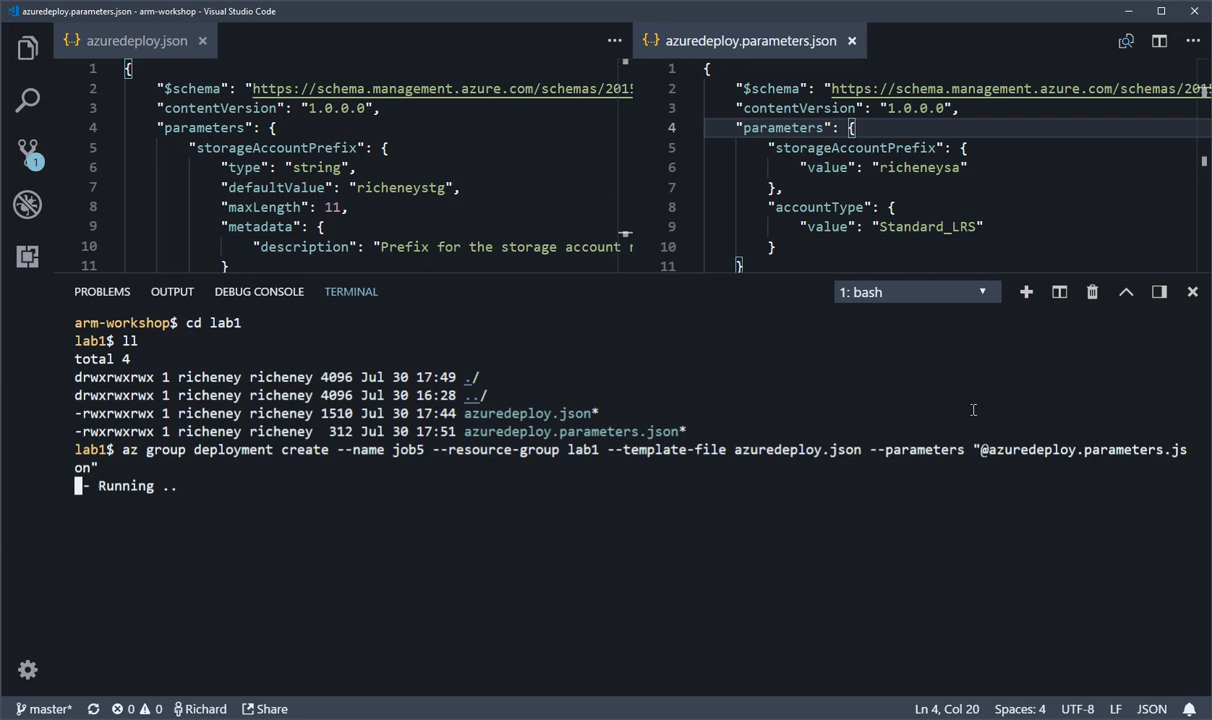 azuredeploy.parameters.json - arm-workshop - Visual Studio Code
azuredeploy.json
1 {
2 "$schema": "https://schema.management.azure.com/schemas/2015
3 "contentVersion": "1.0.0.0",
4 "parameters": {
5 "storageAccountPrefix": {
6 "type": "string",
7 "defaultValue": "richeneystg",
8 "maxLength": 11,
9 "metadata": {
10 "description": "Prefix for the storage account
11 }
azuredeploy.parameters.json
1 {
2 "$schema": "https://schema.management.azure.com/schemas/201
3 "contentVersion": "1.0.0.0",
4 "parameters": {
5 "storageAccountPrefix": {
6 "value": "richeneysa"
7 },
8 "accountType": {
9 "value": "Standard_LRS"
10 }
11 }
1
PROBLEMS OUTPUT DEBUG CONSOLE TERMINAL 1: bash
arm-workshop$ cd lab1
lab1$ ll
total 4
drwxrwxrwx 1 richeney richeney 4096 Jul 30 17:49 ./
drwxrwxrwx 1 richeney richeney 4096 Jul 30 16:28 ../
-rwxrwxrwx 1 richeney richeney 1510 Jul 30 17:44 azuredeploy.json*
-rwxrwxrwx 1 richeney richeney 312 Jul 30 17:51 azuredeploy.parameters.json*
lab1$ az group deployment create --name job5 --resource-group lab1 --template-file azuredeploy.json --parameters "@azuredeploy.parameters.js
on"
- Running ..
master* 0 0 Richard Share Ln 4, Col 20 Spaces: 4 UTF-8 LF JSON